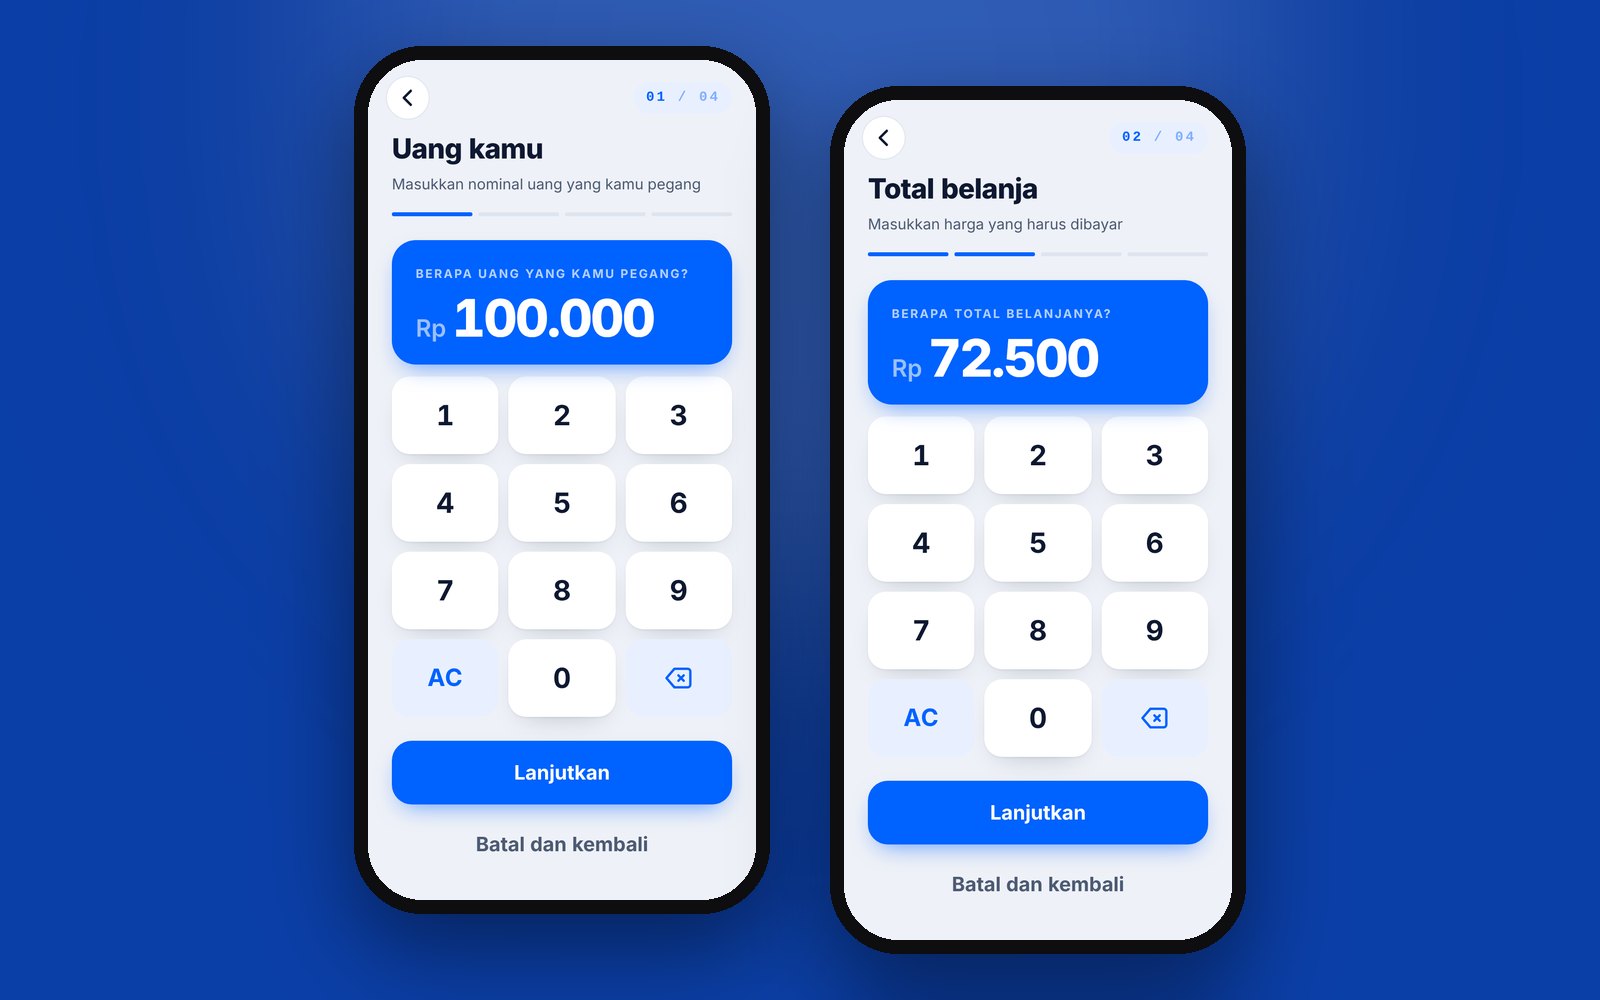 01 / 04
Uang kamu
Masukkan nominal uang yang kamu pegang
BERAPA UANG YANG KAMU PEGANG?
Rp 100.000
1 2 3
4 5 6
7 8 9
AC 0
Lanjutkan
Batal dan kembali
02 / 04
Total belanja
Masukkan harga yang harus dibayar
BERAPA TOTAL BELANJANYA?
Rp 72.500
1 2 3
4 5 6
7 8 9
AC 0
Lanjutkan
Batal dan kembali